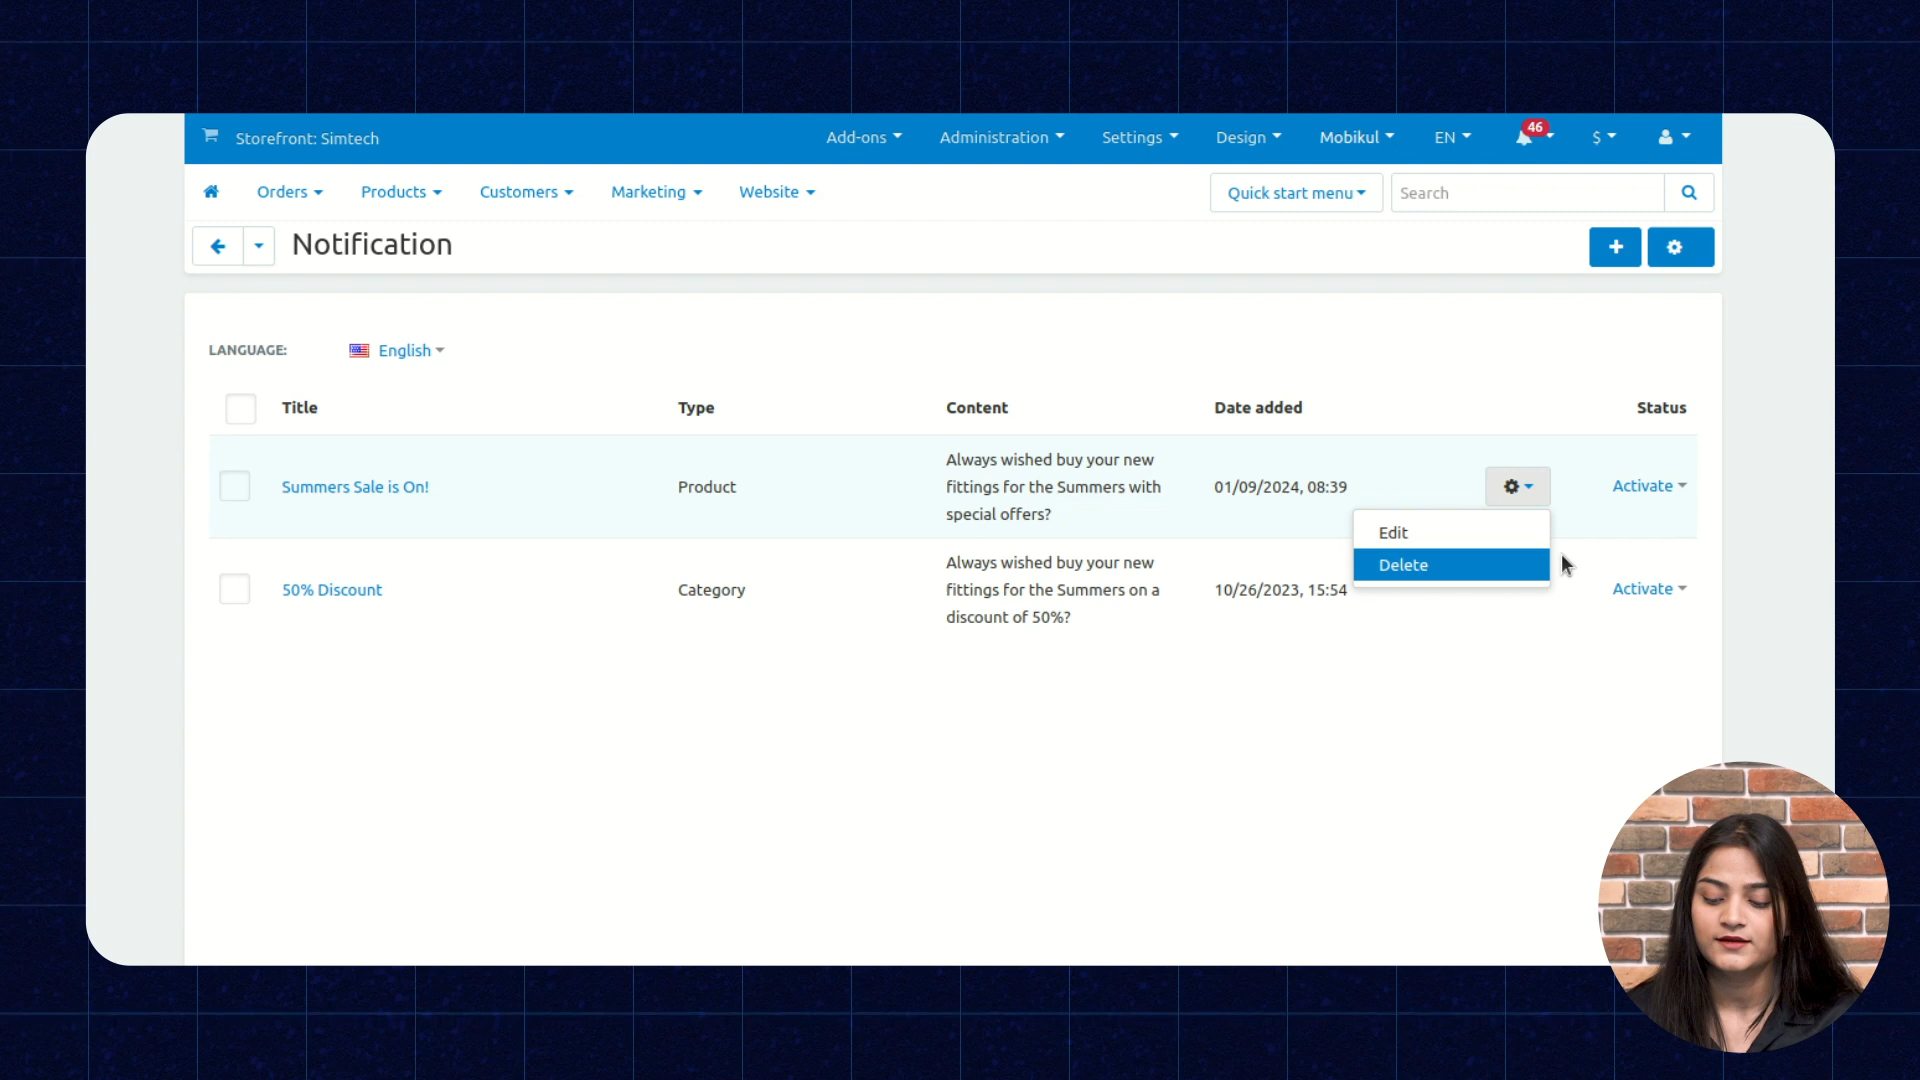 Storefront: Simtech
Add-ons
Administration
Settings
Design
Mobikul
EN
46
$
Orders
Products
Customers
Marketing
Website
Quick start menu
Search
Notification
LANGUAGE:
English
Title
Type
Content
Date added
Status
Summers Sale is On!
Product
Always wished buy your new
fittings for the Summers with
special offers?
01/09/2024, 08:39
Activate
Edit
Delete
50% Discount
Category
Always wished buy your new
fittings for the Summers on a
discount of 50%?
10/26/2023, 15:54
Activate